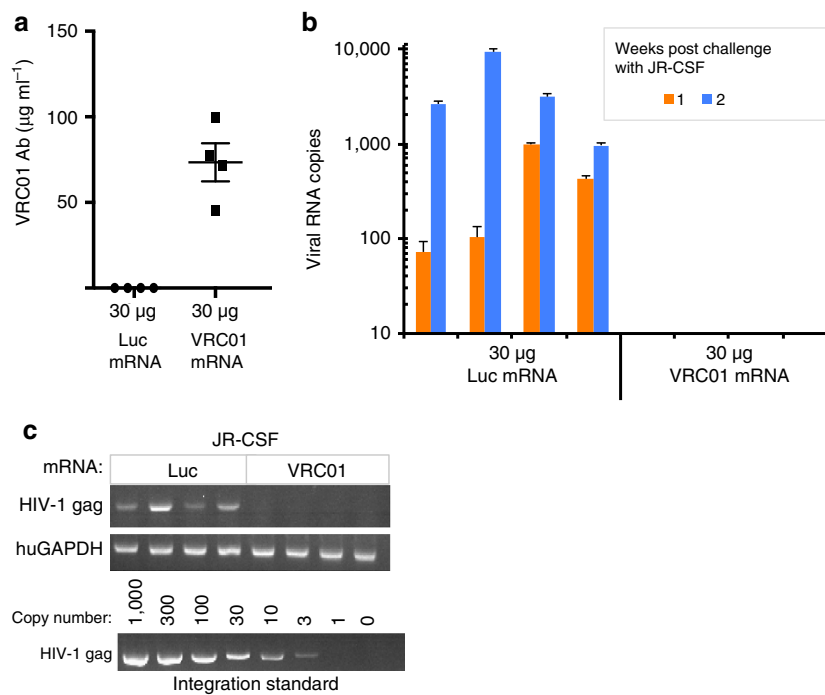 a
150
100
50
VRC01 Ab (µg ml⁻¹)
30 µg
Luc
mRNA
30 µg
VRC01
mRNA
b
10,000
1,000
100
10
Viral RNA copies
Weeks post challenge
with JR-CSF
1 2
30 µg
Luc mRNA
30 µg
VRC01 mRNA
c
JR-CSF
mRNA: Luc VRC01
HIV-1 gag
huGAPDH
Copy number: 1,000 300 100 30 10 3 1 0
HIV-1 gag
Integration standard